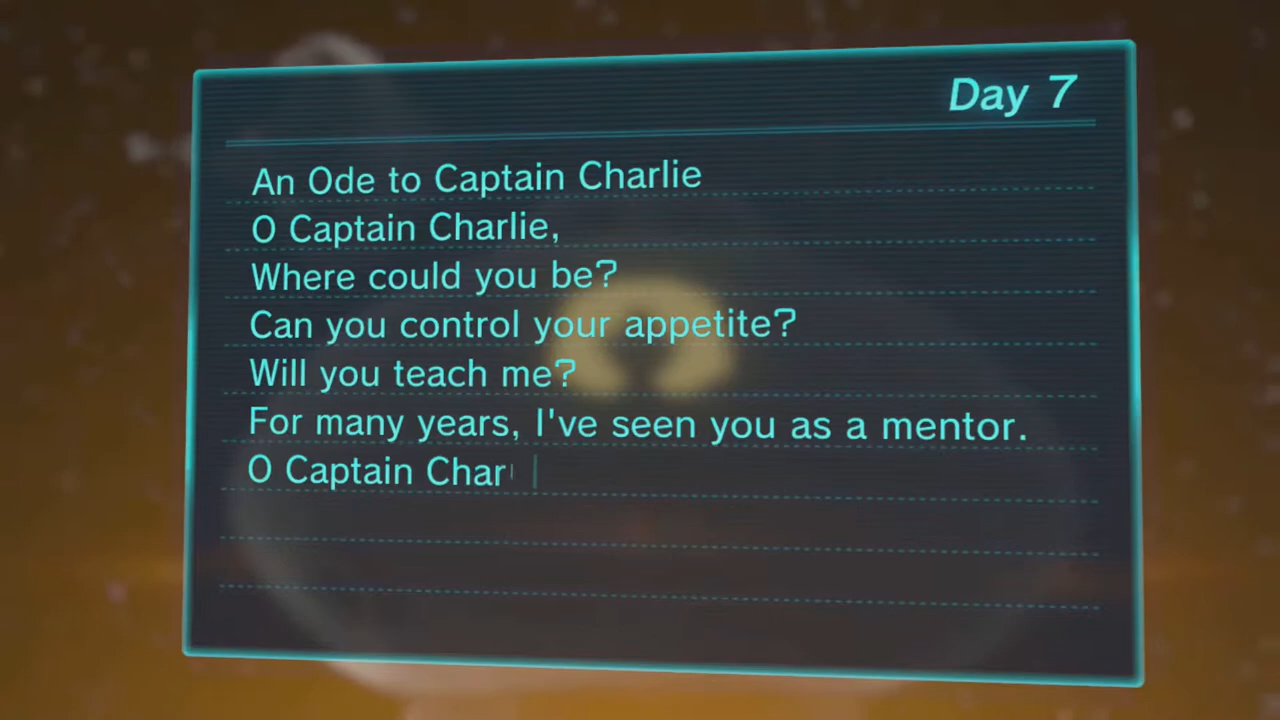 Day 7
An Ode to Captain Charlie
O Captain Charlie,
Where could you be?
Can you control your appetite?
Will you teach me?
For many years, I've seen you as a mentor.
O Captain Char